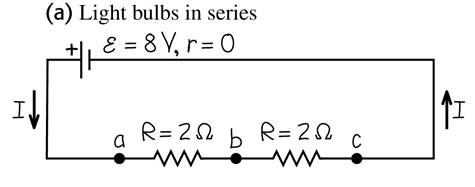 (a) Light bulbs in series
+ ℰ = 8 V, r = 0
I I
R = 2 Ω R = 2 Ω
a b c